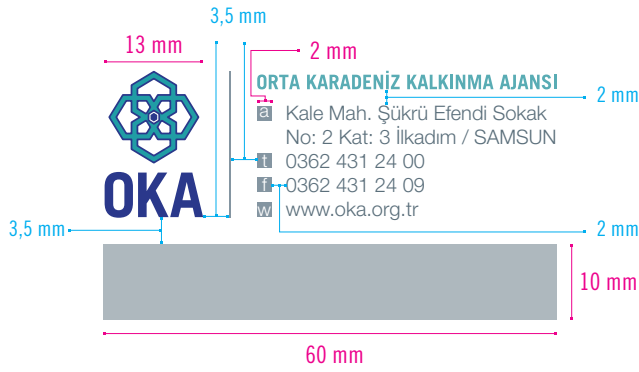 3,5 mm
13 mm
2 mm
ORTA KARADENİZ KALKINMA AJANSI
2 mm
a Kale Mah. Şükrü Efendi Sokak
No: 2 Kat: 3 İlkadım / SAMSUN
t 0362 431 24 00
OKA
f 0362 431 24 09
w www.oka.org.tr
3,5 mm
2 mm
10 mm
60 mm